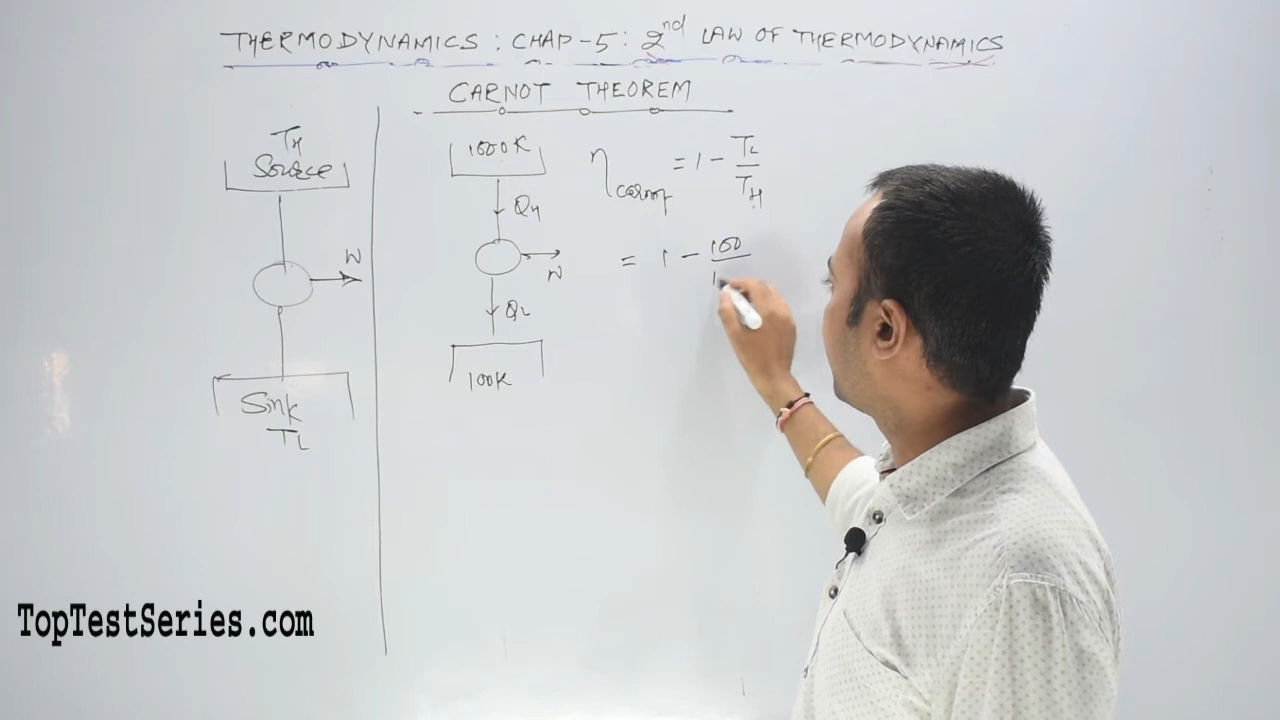 THERMODYNAMICS : CHAP-5 : 2nd LAW OF THERMODYNAMICS
CARNOT THEOREM
TH
Source
W
Sink
TL
1000K
QH
W
QL
100K
η carnot = 1 - TL/TH
= 1 - 100/1
TopTestSeries.com